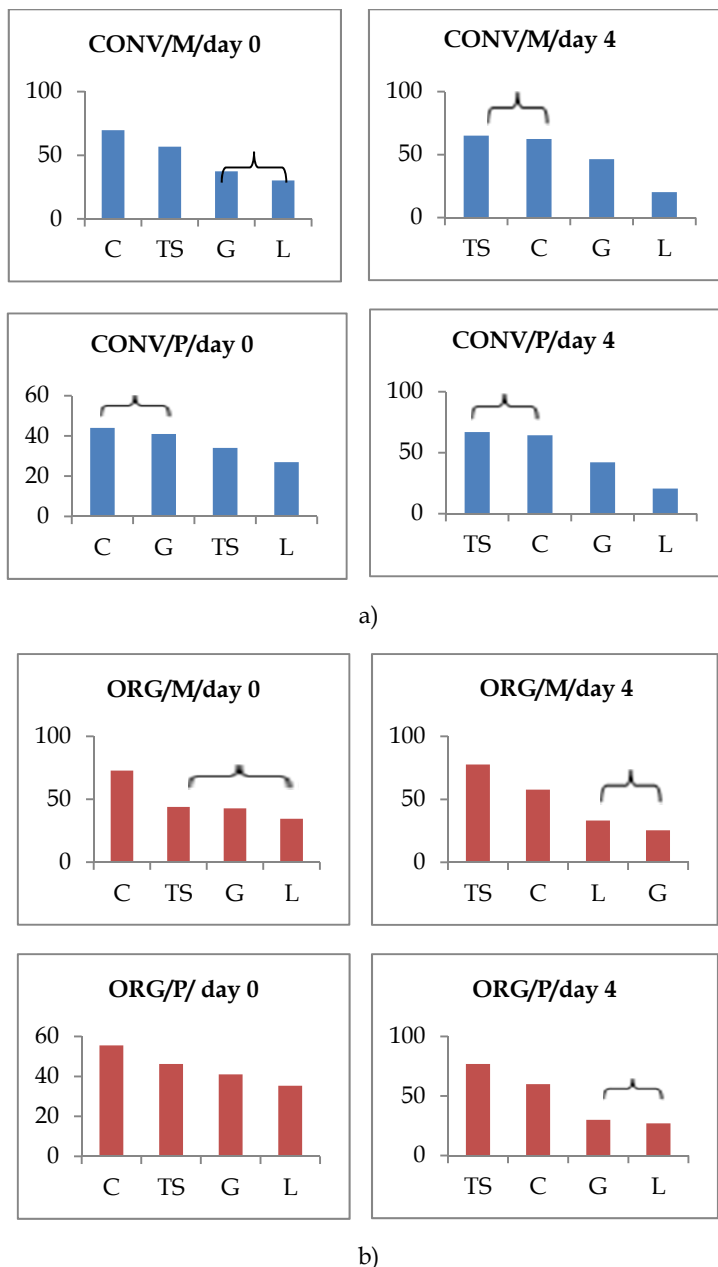 CONV/M/day 0
100
50
0
C TS G L
CONV/M/day 4
100
50
0
TS C G L
CONV/P/day 0
60
40
20
0
C G TS L
CONV/P/day 4
100
50
0
TS C G L
a)
ORG/M/day 0
100
50
0
C TS G L
ORG/M/day 4
100
50
0
TS C L G
ORG/P/ day 0
60
40
20
0
C TS G L
ORG/P/day 4
100
50
0
TS C G L
b)